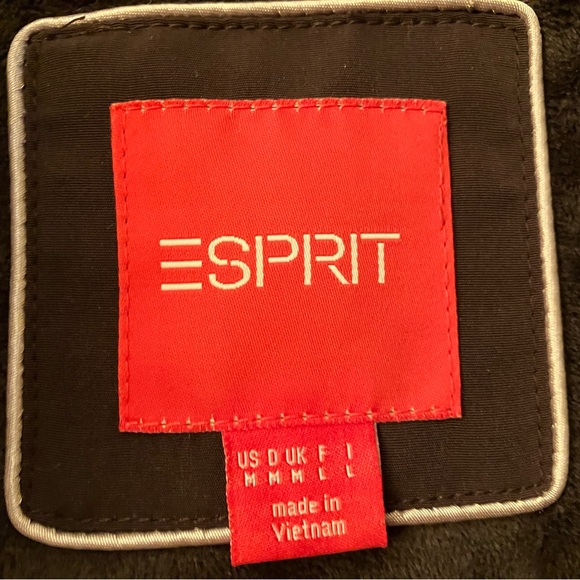 ESPRIT
US D UK F I
M M M L L
made in
Vietnam